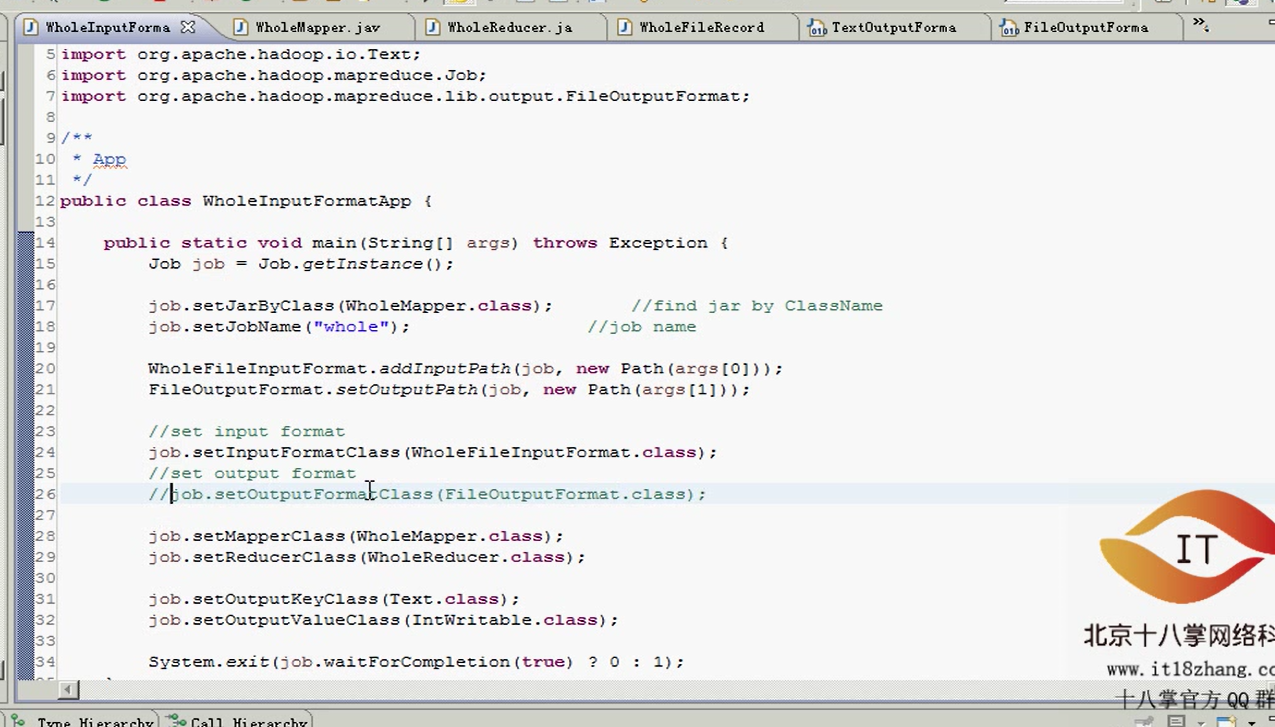 WholeInputForma
WholeMapper.jav
WholeReducer.ja
WholeFileRecord
TextOutputForma
FileOutputForma
5 import org.apache.hadoop.io.Text;
6 import org.apache.hadoop.mapreduce.Job;
7 import org.apache.hadoop.mapreduce.lib.output.FileOutputFormat;
8
9 /**
10 * App
11 */
12 public class WholeInputFormatApp {
13
14 public static void main(String[] args) throws Exception {
15 Job job = Job.getInstance();
16
17 job.setJarByClass(WholeMapper.class); //find jar by ClassName
18 job.setJobName("whole"); //job name
19
20 WholeFileInputFormat.addInputPath(job, new Path(args[0]));
21 FileOutputFormat.setOutputPath(job, new Path(args[1]));
22
23 //set input format
24 job.setInputFormatClass(WholeFileInputFormat.class);
25 //set output format
26 //job.setOutputFormatClass(FileOutputFormat.class);
27
28 job.setMapperClass(WholeMapper.class);
29 job.setReducerClass(WholeReducer.class);
30
31 job.setOutputKeyClass(Text.class);
32 job.setOutputValueClass(IntWritable.class);
33
34 System.exit(job.waitForCompletion(true) ? 0 : 1);
IT
北京十八掌网络科
www.it18zhang.co
十八掌官方QQ群
Type Hierarchy
Call Hierarchy